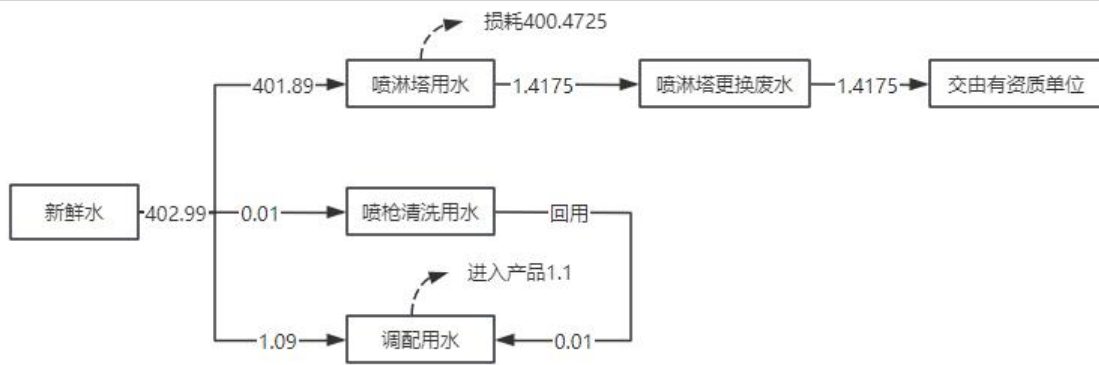 损耗400.4725
401.89
喷淋塔用水
1.4175
喷淋塔更换废水
1.4175
交由有资质单位
新鲜水
402.99
0.01
喷枪清洗用水
回用
进入产品1.1
1.09
调配用水
0.01